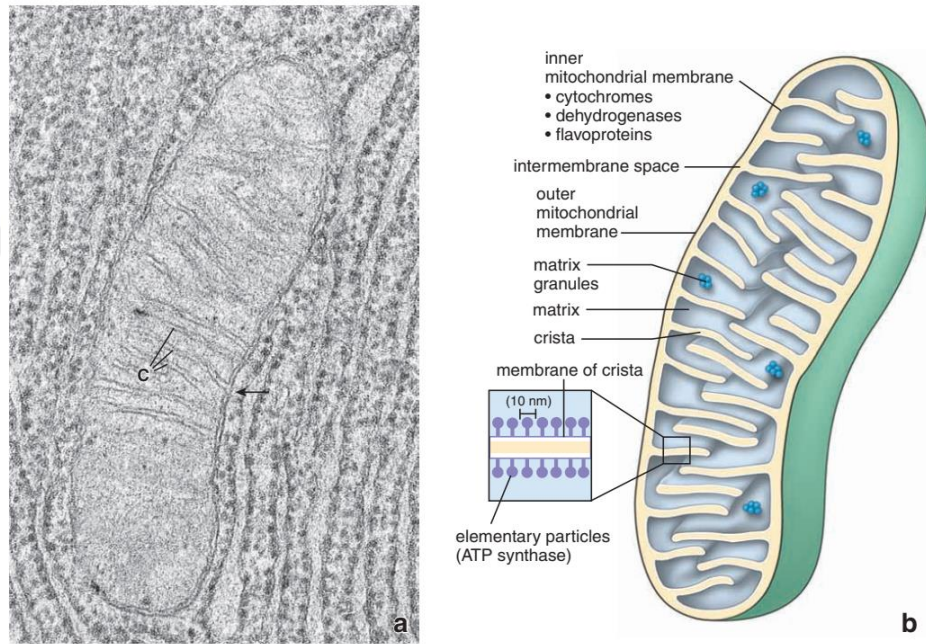 C
a
inner
mitochondrial membrane
• cytochromes
• dehydrogenases
• flavoproteins
intermembrane space
outer
mitochondrial
membrane
matrix
granules
matrix
crista
membrane of crista
(10 nm)
elementary particles
(ATP synthase)
b